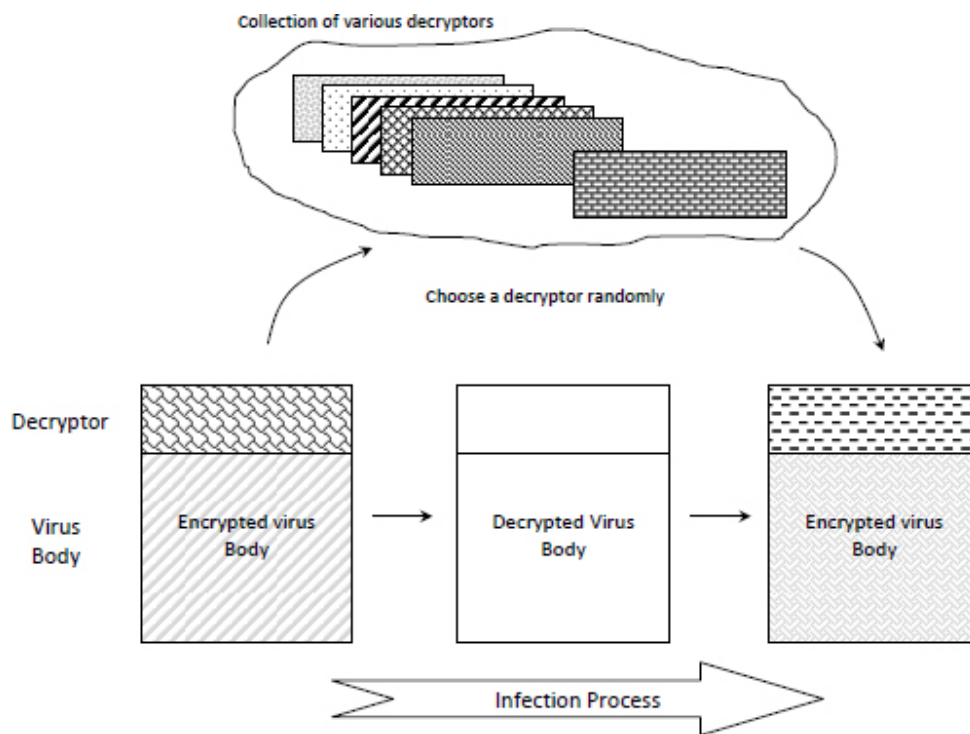 Collection of various decryptors
Choose a decryptor randomly
Decryptor
Virus
Body
Encrypted virus
Body
Decrypted Virus
Body
Encrypted virus
Body
Infection Process